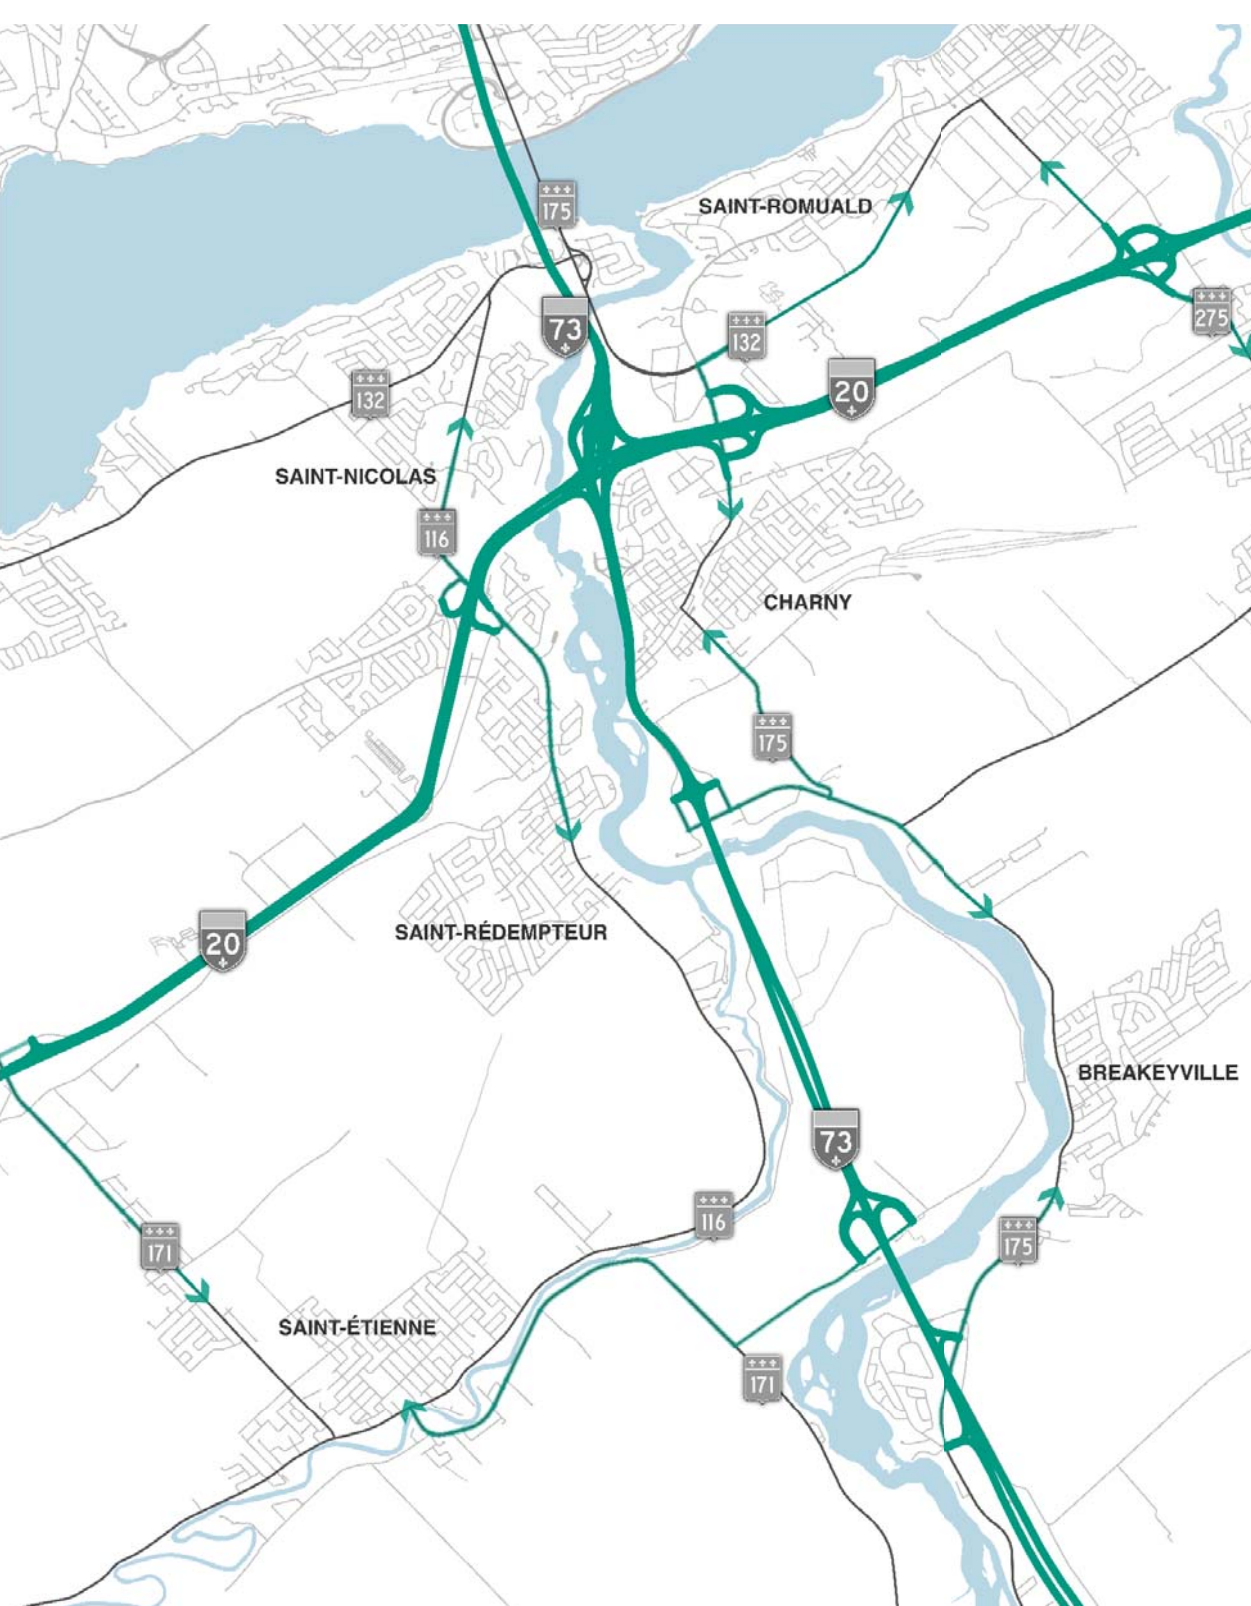 175
SAINT-ROMUALD
275
73
132
20
132
SAINT-NICOLAS
116
CHARNY
175
SAINT-RÉDEMPTEUR
20
BREAKEYVILLE
73
116
175
171
SAINT-ÉTIENNE
171